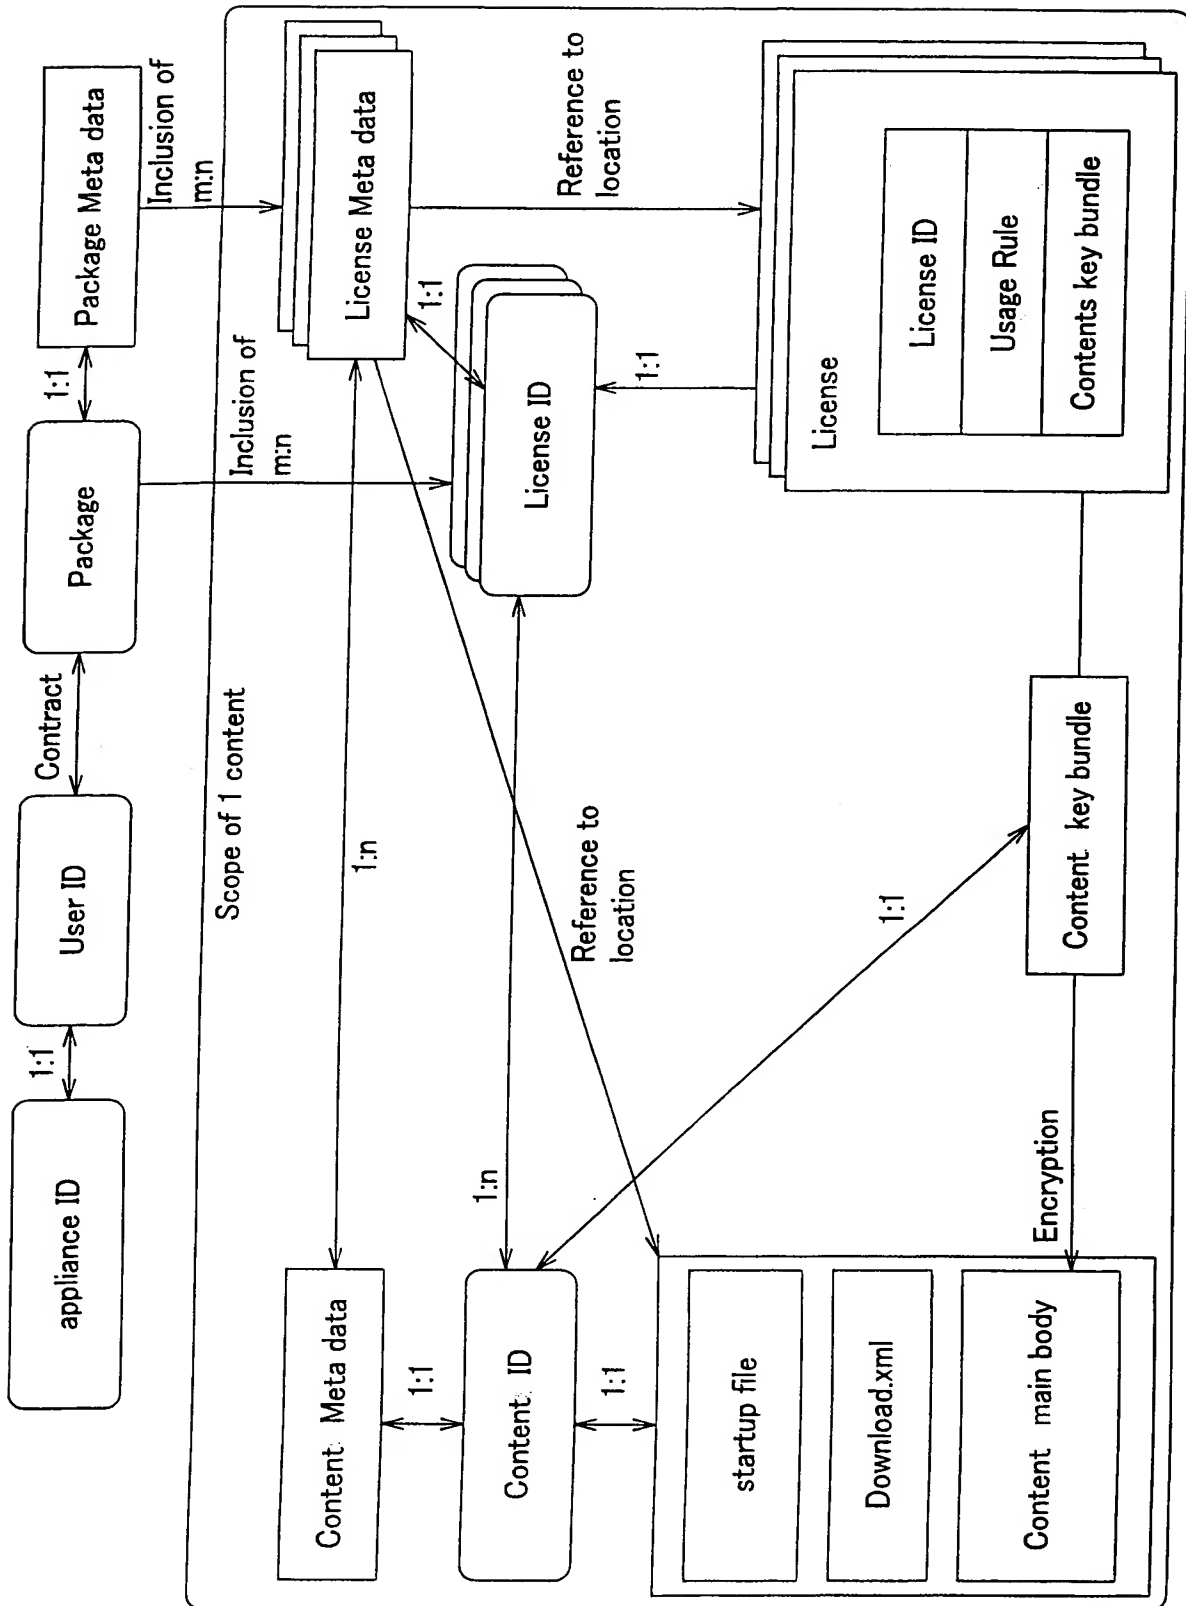 appliance ID
1:1
User ID
Contract
Package
1:1
Package Meta data
Inclusion of
m:n
Inclusion of
m:n
Scope of 1 content
Content Meta data
1:n
License Meta data
1:1
1:1
Content ID
1:n
License ID
Reference to
location
Reference to
location
1:1
1:1
startup file
Download.xml
Content main body
Encryption
1:1
Content key bundle
License
License ID
Usage Rule
Contents key bundle